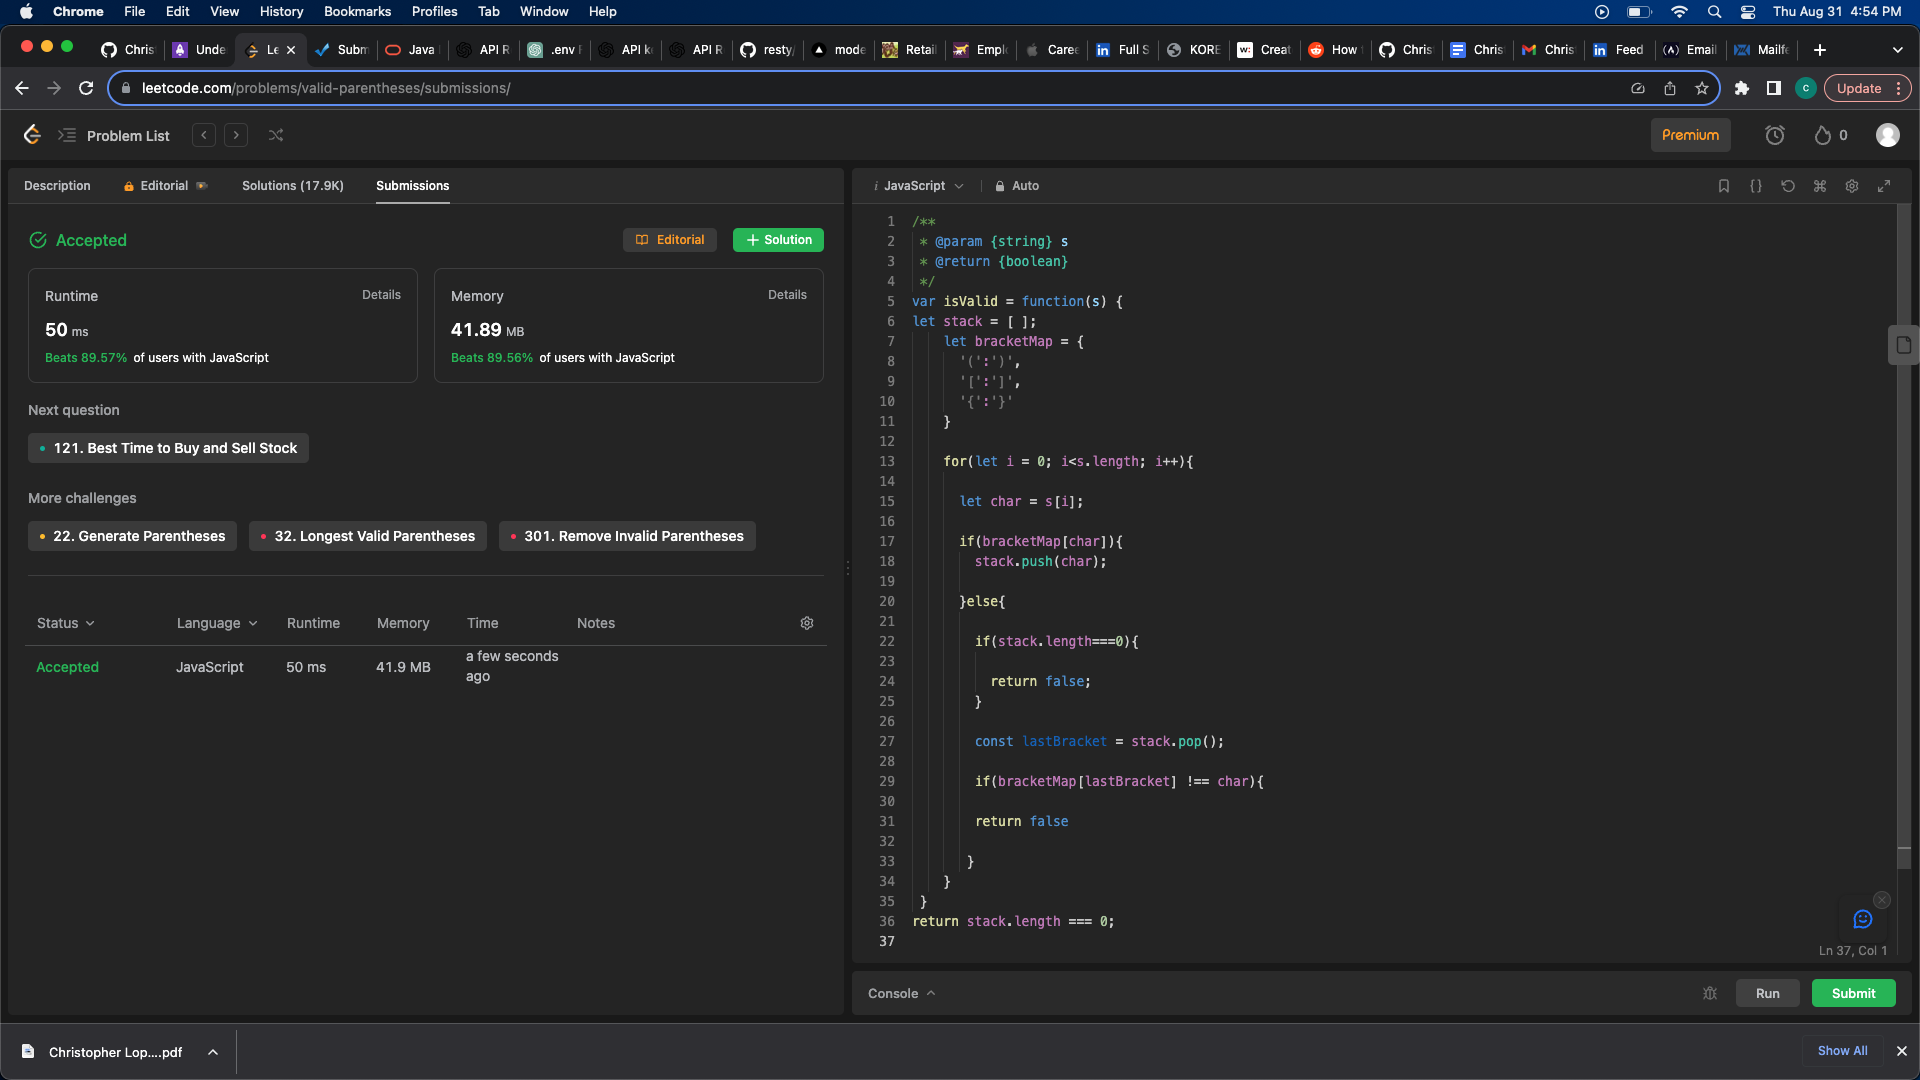 Chrome File Edit View History Bookmarks Profiles Tab Window Help Thu Aug 31 4:54 PM
Chris Unde Le Subm Java API R .env F API k API R resty/ mode Retail Emplo Caree Full S KORE Creat How Chris Chris Chris Feed Email Mailfe
leetcode.com/problems/valid-parentheses/submissions/ C Update
Problem List Premium 0
Description Editorial Solutions (17.9K) Submissions
Accepted Editorial + Solution
Runtime Details
50 ms
Beats 89.57% of users with JavaScript
Memory Details
41.89 MB
Beats 89.56% of users with JavaScript
Next question
121. Best Time to Buy and Sell Stock
More challenges
22. Generate Parentheses 32. Longest Valid Parentheses 301. Remove Invalid Parentheses
Status Language Runtime Memory Time Notes
Accepted JavaScript 50 ms 41.9 MB a few seconds
ago
i JavaScript Auto
1 /**
2 * @param {string} s
3 * @return {boolean}
4 */
5 var isValid = function(s) {
6 let stack = [ ];
7 let bracketMap = {
8 '(':')',
9 '[':']',
10 '{':'}'
11 }
12
13 for(let i = 0; i<s.length; i++){
14
15 let char = s[i];
16
17 if(bracketMap[char]){
18 stack.push(char);
19
20 }else{
21
22 if(stack.length===0){
23
24 return false;
25 }
26
27 const lastBracket = stack.pop();
28
29 if(bracketMap[lastBracket] !== char){
30
31 return false
32
33 }
34 }
35 }
36 return stack.length === 0;
37
Ln 37, Col 1
Console Run Submit
Christopher Lop....pdf Show All